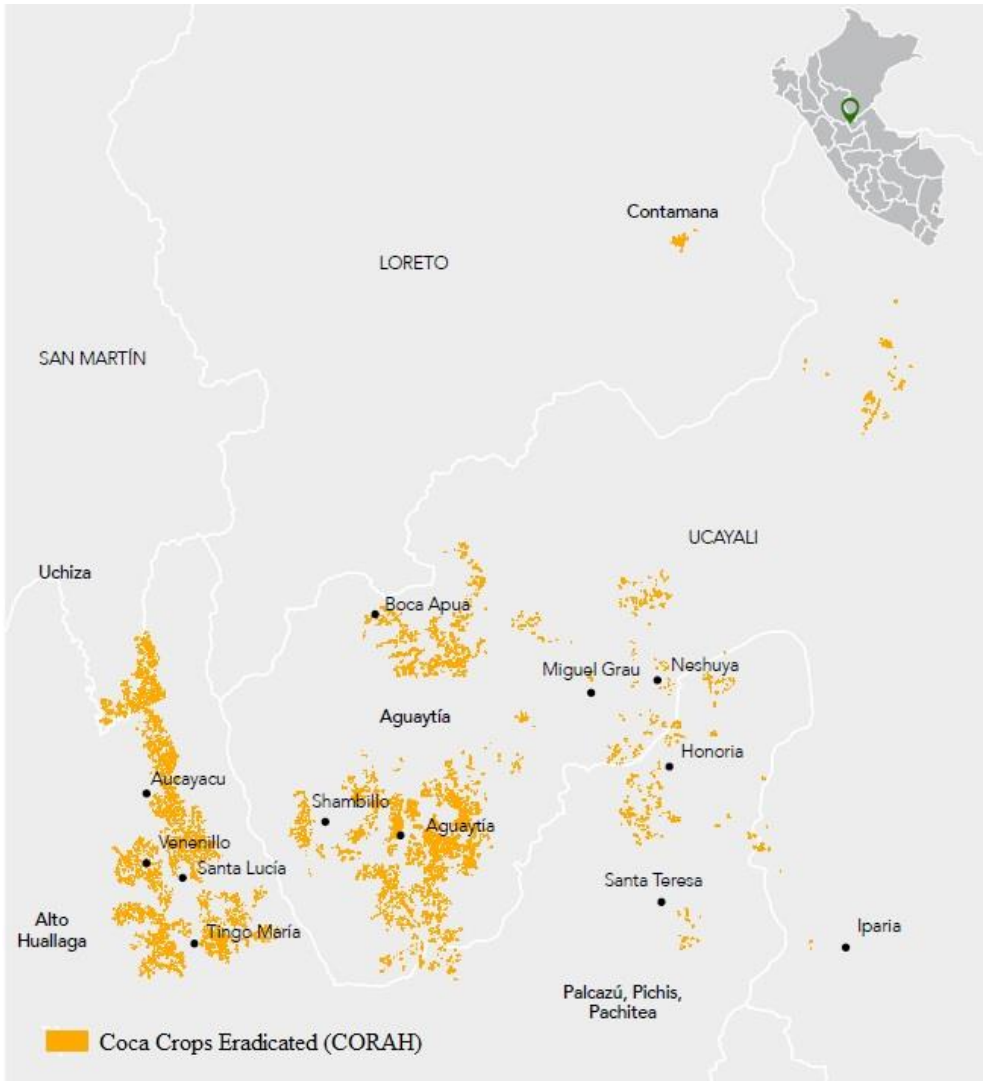 Contamana
LORETO
SAN MARTÍN
UCAYALI
Uchiza
Boca Apua
Miguel Grau
Neshuya
Aguaytía
Honoria
Aucayacu
Shambillo
Aguaytía
Venenillo
Santa Lucía
Santa Teresa
Alto
Huallaga
Tingo María
Iparia
Palcazú, Pichis,
Pachitea
Coca Crops Eradicated (CORAH)